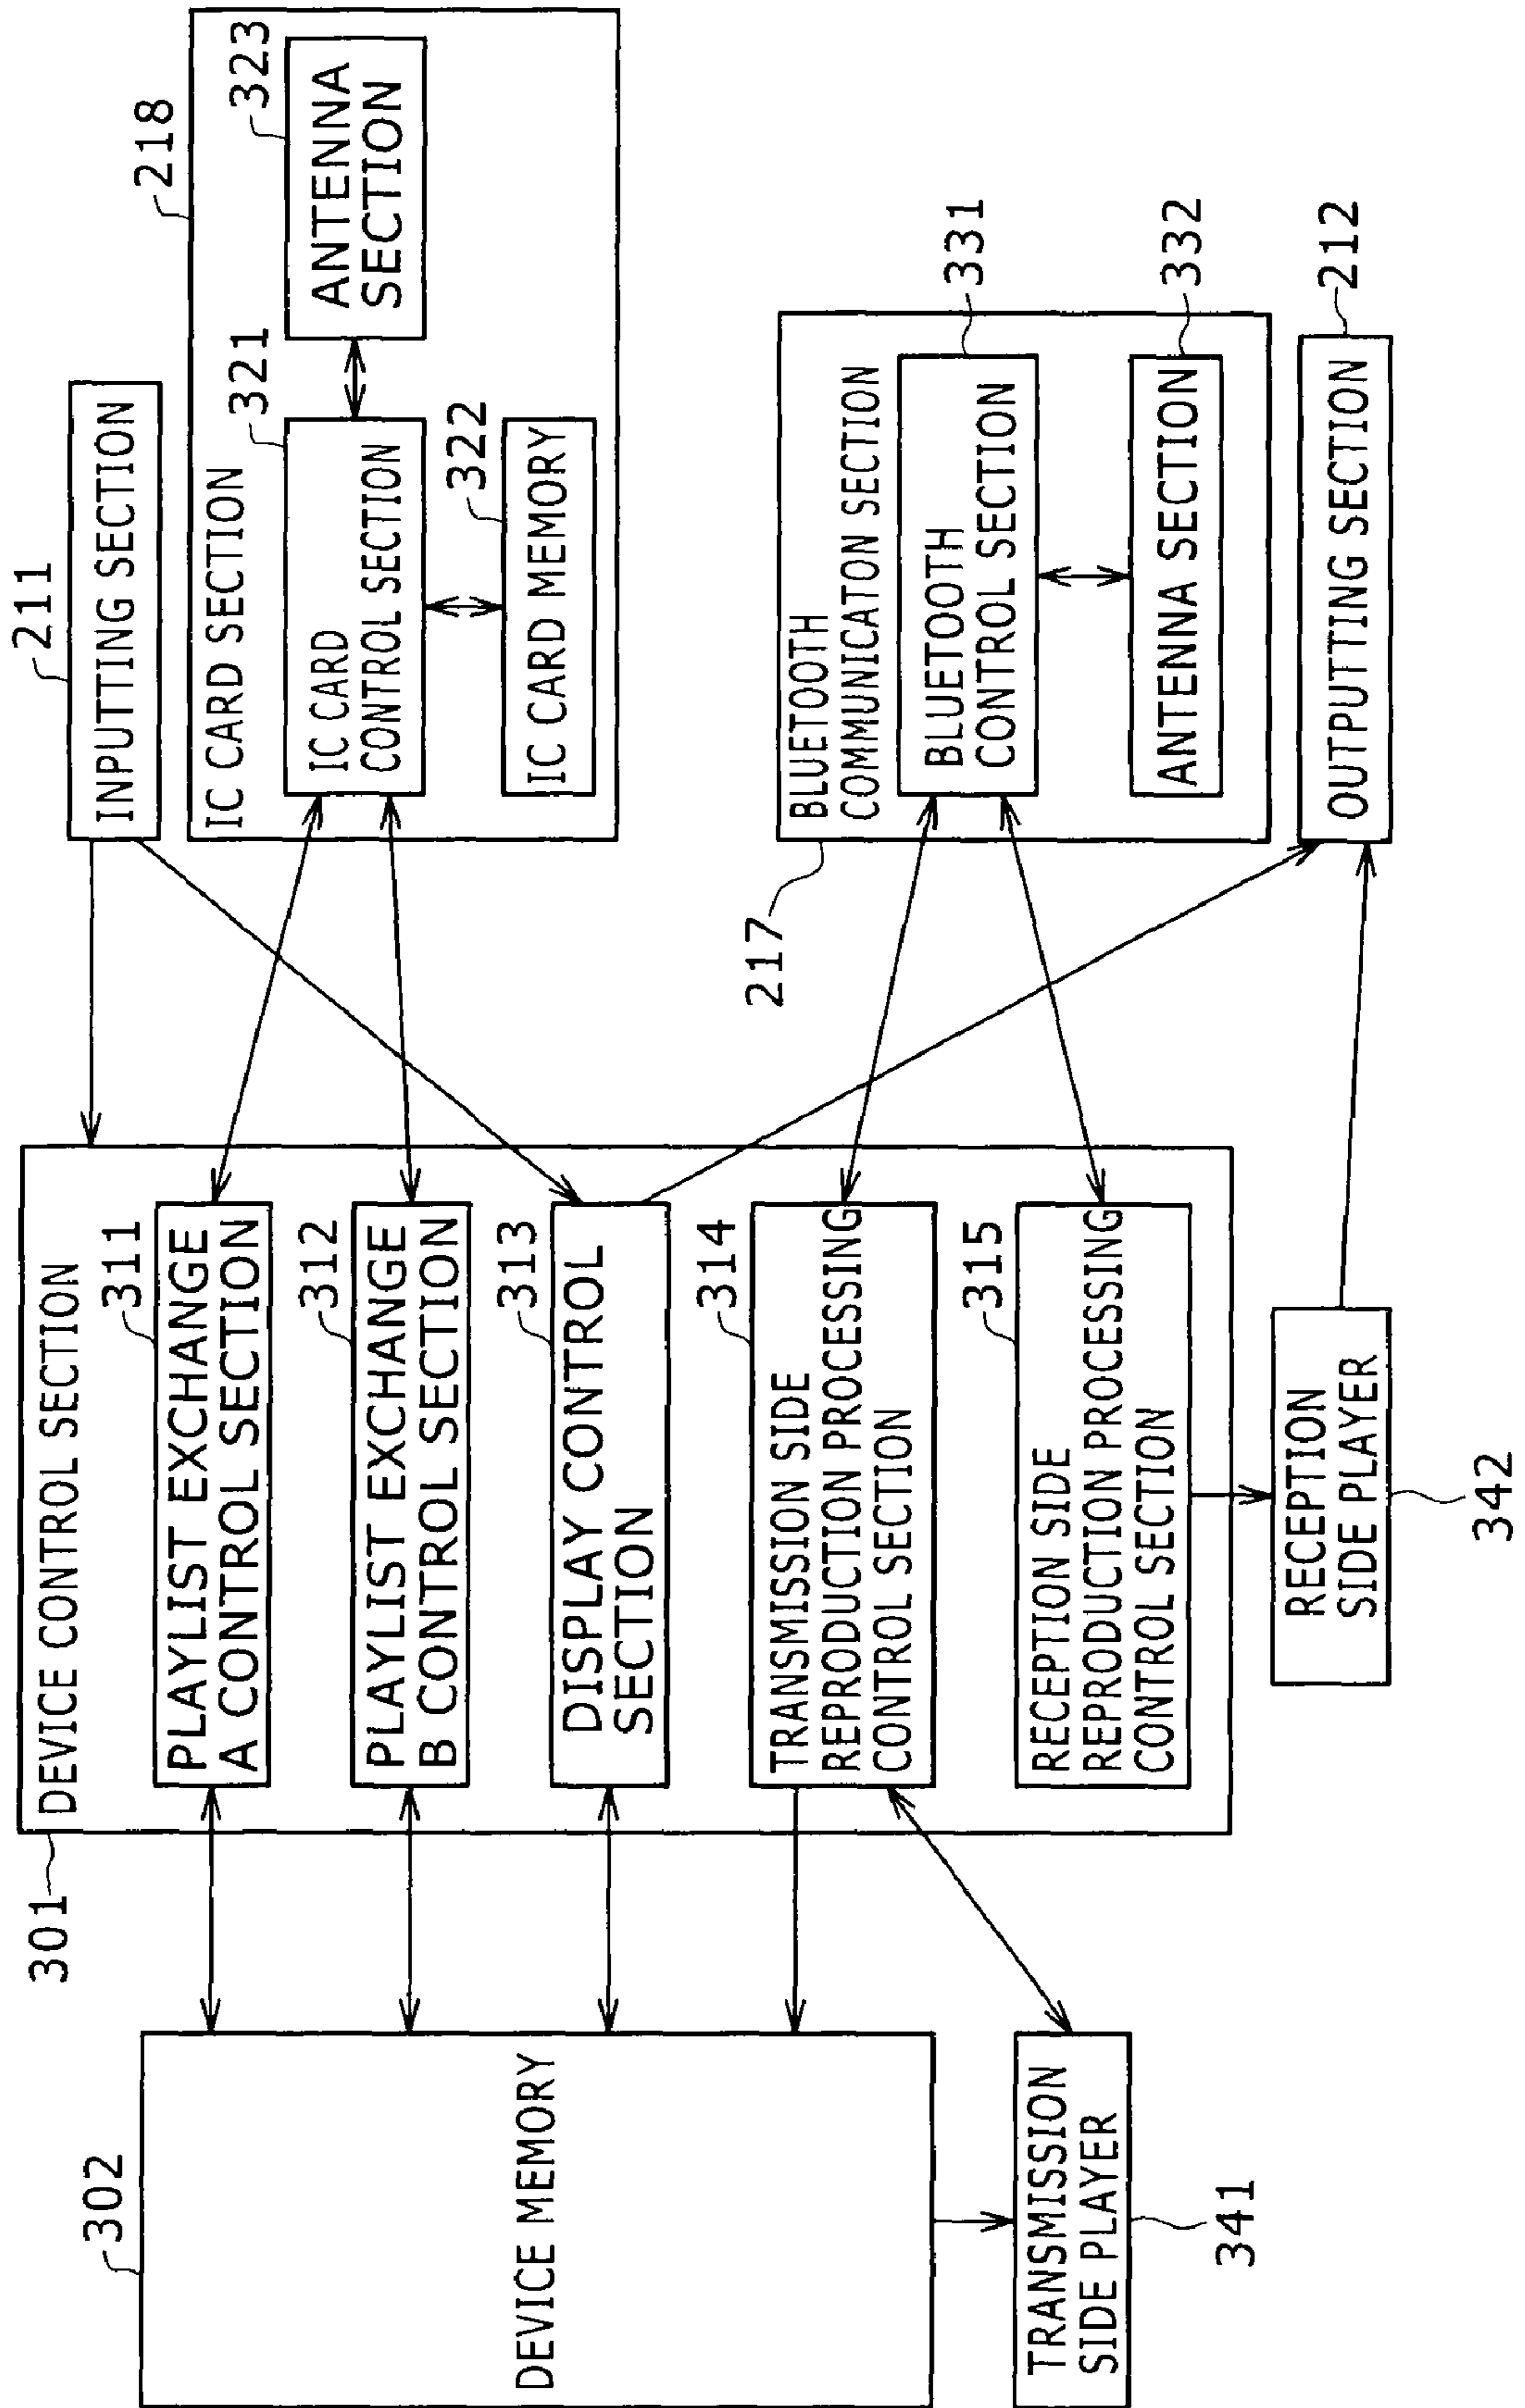 302
DEVICE MEMORY
TRANSMISSION
SIDE PLAYER
341
301
DEVICE CONTROL SECTION
311
PLAYLIST EXCHANGE
A CONTROL SECTION
312
PLAYLIST EXCHANGE
B CONTROL SECTION
313
DISPLAY CONTROL
SECTION
314
TRANSMISSION SIDE
REPRODUCTION PROCESSING
CONTROL SECTION
315
RECEPTION SIDE
REPRODUCTION PROCESSING
CONTROL SECTION
RECEPTION
SIDE PLAYER
342
211
INPUTTING SECTION
218
IC CARD SECTION
321
IC CARD
CONTROL SECTION
323
ANTENNA
SECTION
322
IC CARD MEMORY
217
BLUETOOTH
COMMUNICATON SECTION
BLUETOOTH
CONTROL SECTION
331
ANTENNA SECTION
332
OUTPUTTING SECTION
212